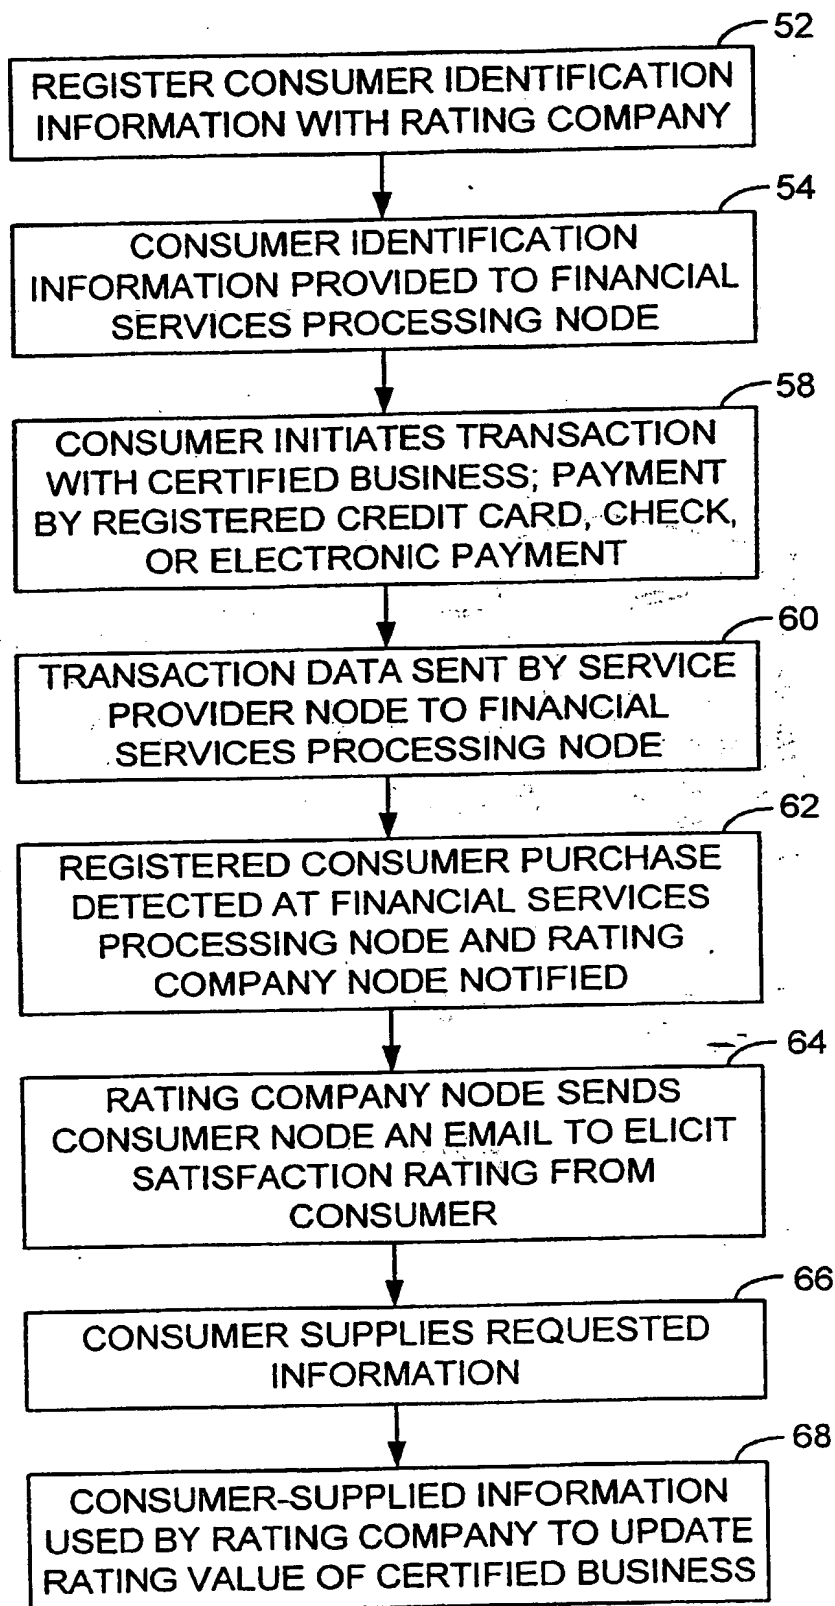 52
REGISTER CONSUMER IDENTIFICATION
INFORMATION WITH RATING COMPANY
54
CONSUMER IDENTIFICATION
INFORMATION PROVIDED TO FINANCIAL
SERVICES PROCESSING NODE
58
CONSUMER INITIATES TRANSACTION
WITH CERTIFIED BUSINESS; PAYMENT
BY REGISTERED CREDIT CARD, CHECK,
OR ELECTRONIC PAYMENT
60
TRANSACTION DATA SENT BY SERVICE
PROVIDER NODE TO FINANCIAL
SERVICES PROCESSING NODE
62
REGISTERED CONSUMER PURCHASE
DETECTED AT FINANCIAL SERVICES
PROCESSING NODE AND RATING
COMPANY NODE NOTIFIED
64
RATING COMPANY NODE SENDS
CONSUMER NODE AN EMAIL TO ELICIT
SATISFACTION RATING FROM
CONSUMER
66
CONSUMER SUPPLIES REQUESTED
INFORMATION
68
CONSUMER-SUPPLIED INFORMATION
USED BY RATING COMPANY TO UPDATE
RATING VALUE OF CERTIFIED BUSINESS